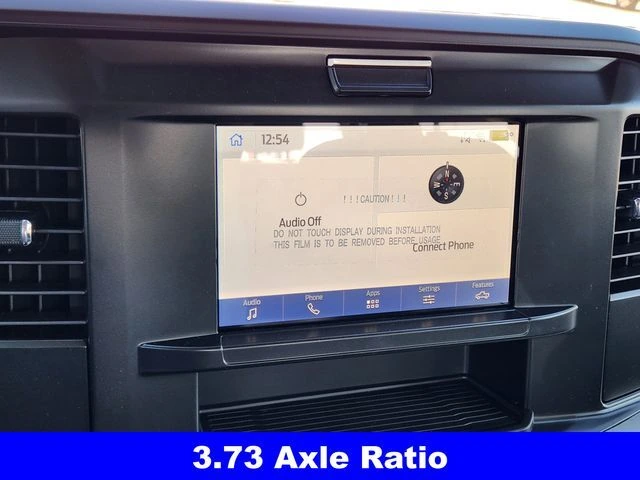 12:54
N
E
S
W
! ! ! CAUTION ! ! !
Audio Off
DO NOT TOUCH DISPLAY DURING INSTALLATION
THIS FILM IS TO BE REMOVED BEFORE USAGE
Connect Phone
Audio Phone Apps Settings Features
3.73 Axle Ratio